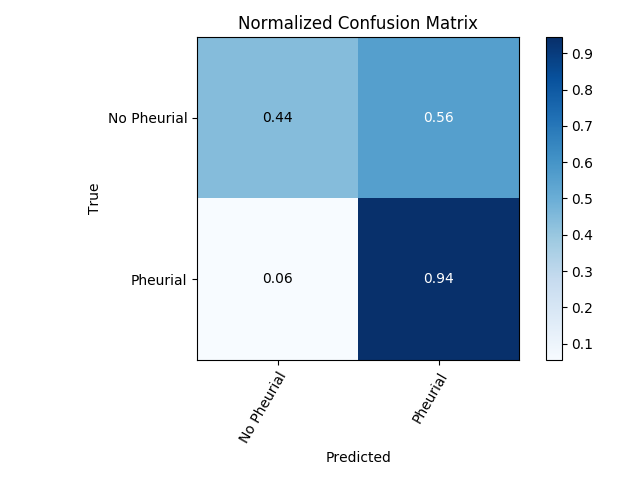 Normalized Confusion Matrix
No Pheurial
0.44
0.56
Pheurial
0.06
0.94
True
No Pheurial
Pheurial
Predicted
0.9
0.8
0.7
0.6
0.5
0.4
0.3
0.2
0.1